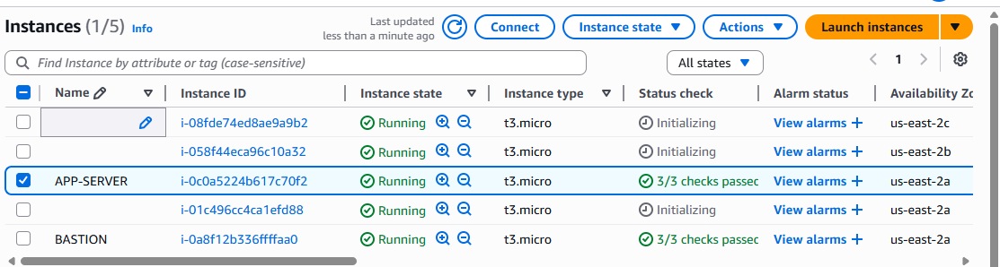 Instances (1/5) Info
Last updated
less than a minute ago
Connect
Instance state
Actions
Launch instances
Find Instance by attribute or tag (case-sensitive)
All states
1
Name Instance ID Instance state Instance type Status check Alarm status Availability Zo
i-08fde74ed8ae9a9b2 Running t3.micro Initializing View alarms + us-east-2c
i-058f44eca96c10a32 Running t3.micro Initializing View alarms + us-east-2b
APP-SERVER i-0c0a5224b617c70f2 Running t3.micro 3/3 checks passed View alarms + us-east-2a
i-01c496cc4ca1efd88 Running t3.micro Initializing View alarms + us-east-2a
BASTION i-0a8f12b336ffffaa0 Running t3.micro 3/3 checks passed View alarms + us-east-2a